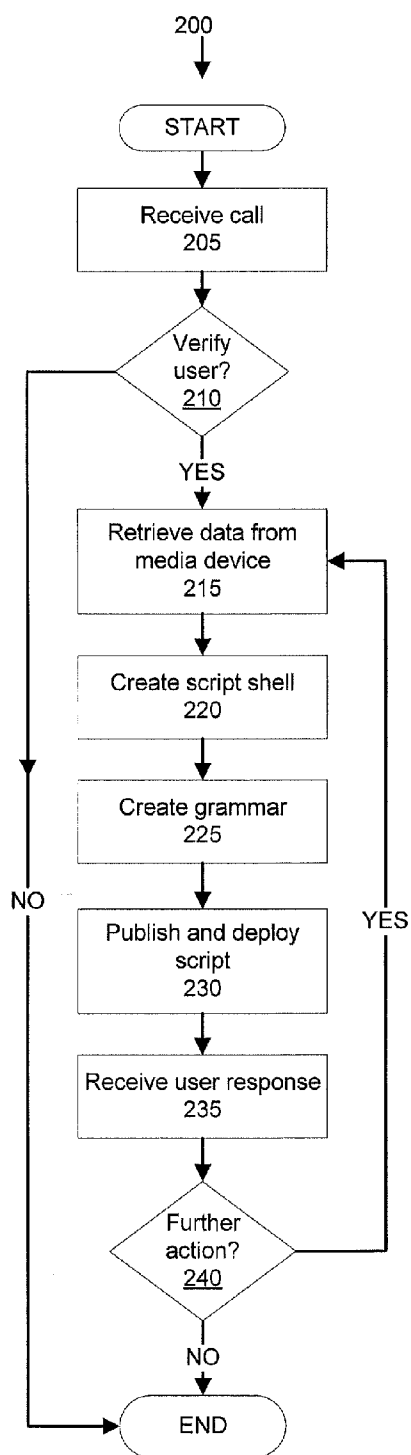 200
START
Receive call
205
Verify
user?
210
YES
Retrieve data from
media device
215
Create script shell
220
Create grammar
225
NO
YES
Publish and deploy
script
230
Receive user response
235
Further
action?
240
NO
END